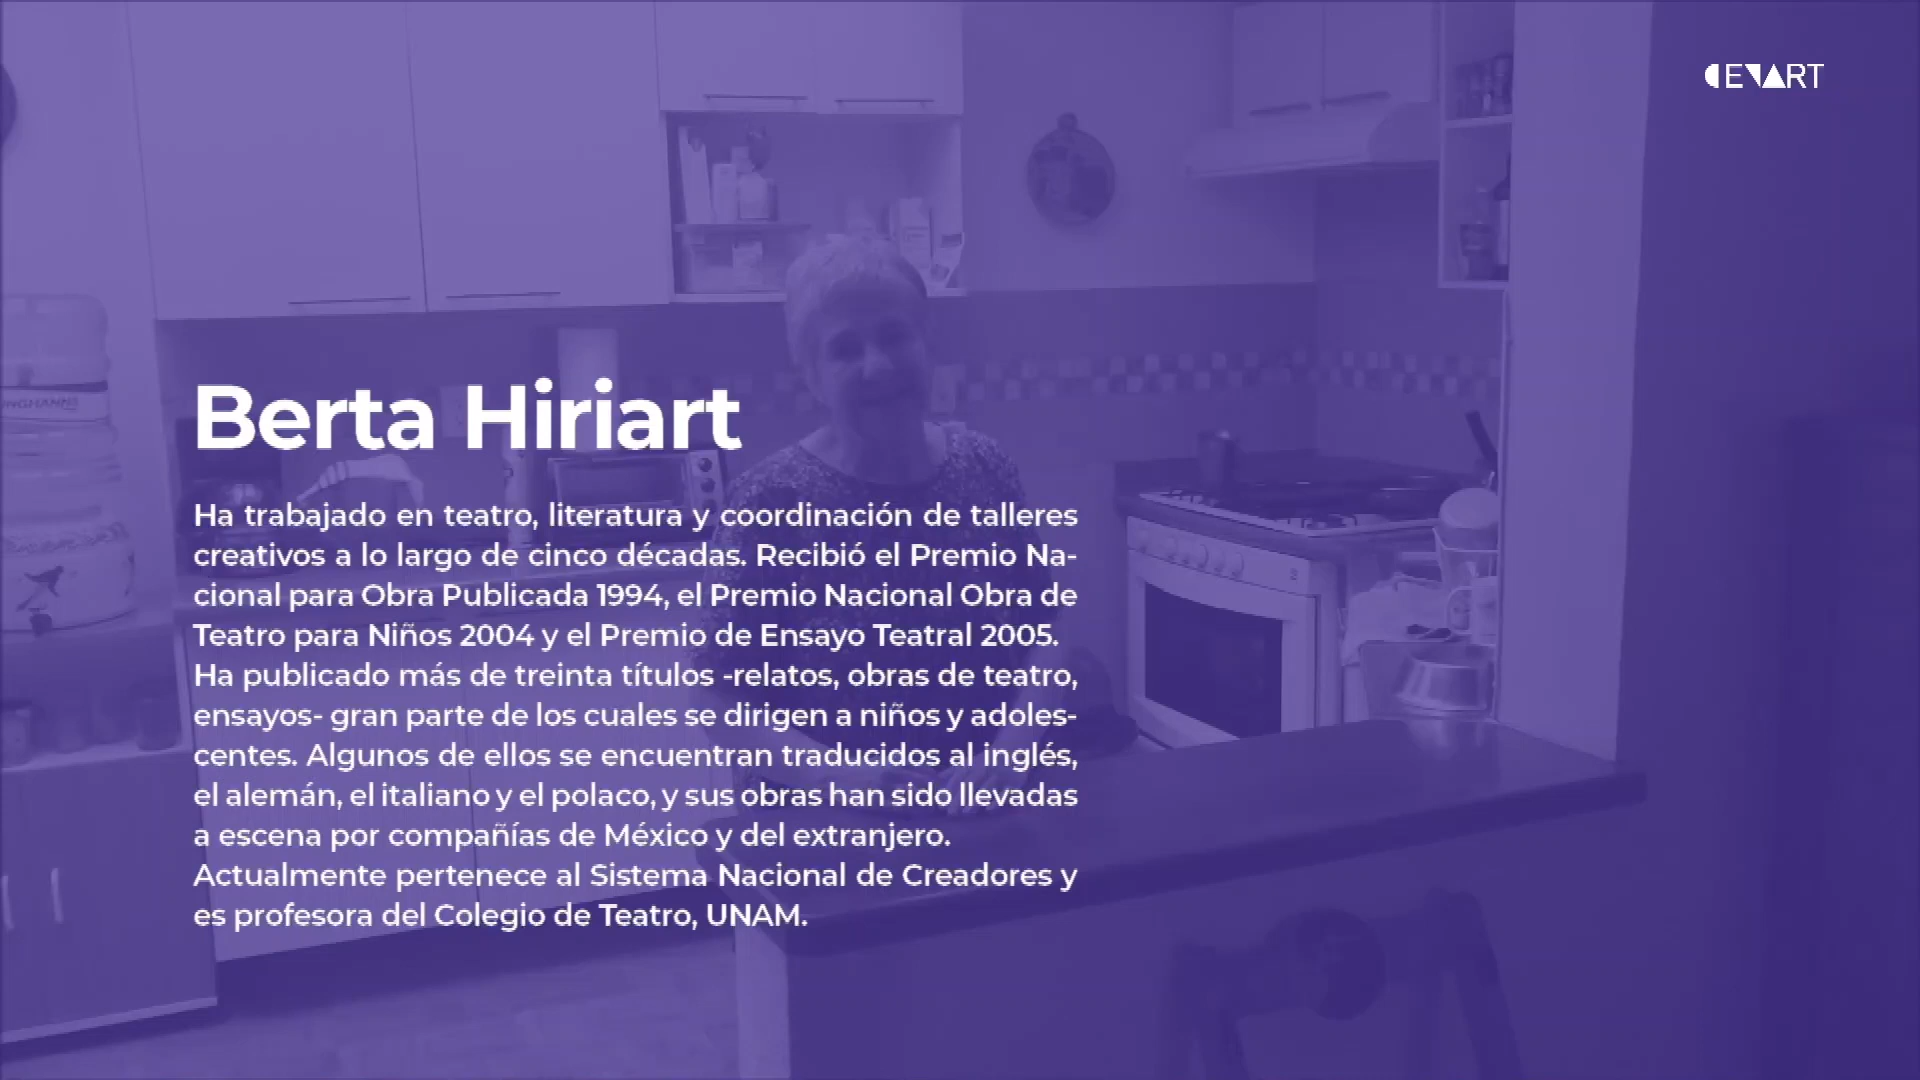 CENART
Berta Hiriart
Ha trabajado en teatro, literatura y coordinación de talleres
creativos a lo largo de cinco décadas. Recibió el Premio Na-
cional para Obra Publicada 1994, el Premio Nacional Obra de
Teatro para Niños 2004 y el Premio de Ensayo Teatral 2005.
Ha publicado más de treinta títulos -relatos, obras de teatro,
ensayos- gran parte de los cuales se dirigen a niños y adoles-
centes. Algunos de ellos se encuentran traducidos al inglés,
el alemán, el italiano y el polaco, y sus obras han sido llevadas
a escena por compañías de México y del extranjero.
Actualmente pertenece al Sistema Nacional de Creadores y
es profesora del Colegio de Teatro, UNAM.